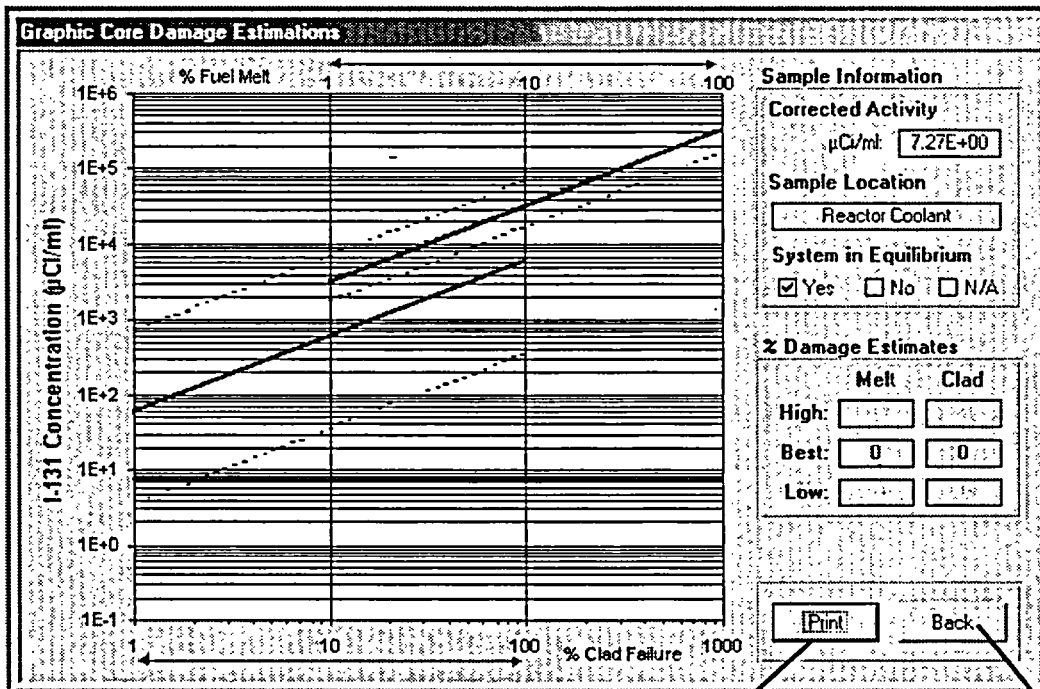 Graphic Core Damage Estimations
% Fuel Melt
1 10 100
1E+6
1E+5
1E+4
1E+3
1E+2
1E+1
1E+0
1E-1
I-131 Concentration (µCi/ml)
1 10 100 1000
% Clad Failure
Sample Information
Corrected Activity
µCi/ml: 7.27E+00
Sample Location
Reactor Coolant
System in Equilibrium
Yes No N/A
% Damage Estimates
Melt Clad
High:
Best: 0 0
Low:
Print Back